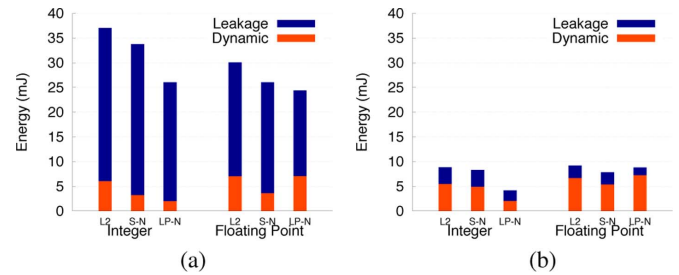 Energy (mJ)
40
35
30
25
20
15
10
5
0
Leakage
Dynamic
L2 S-N LP-N L2 S-N LP-N
Integer Floating Point
(a)
Energy (mJ)
40
35
30
25
20
15
10
5
0
Leakage
Dynamic
L2 S-N LP-N L2 S-N LP-N
Integer Floating Point
(b)